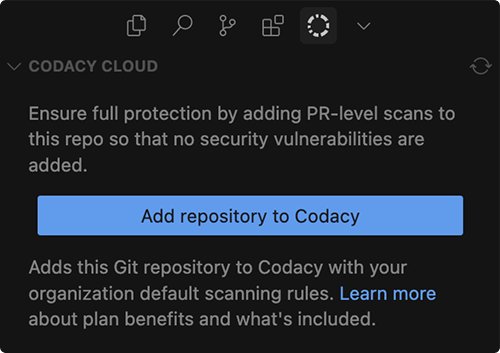 CODACY CLOUD
Ensure full protection by adding PR-level scans to
this repo so that no security vulnerabilities are
added.
Add repository to Codacy
Adds this Git repository to Codacy with your
organization default scanning rules. Learn more
about plan benefits and what's included.